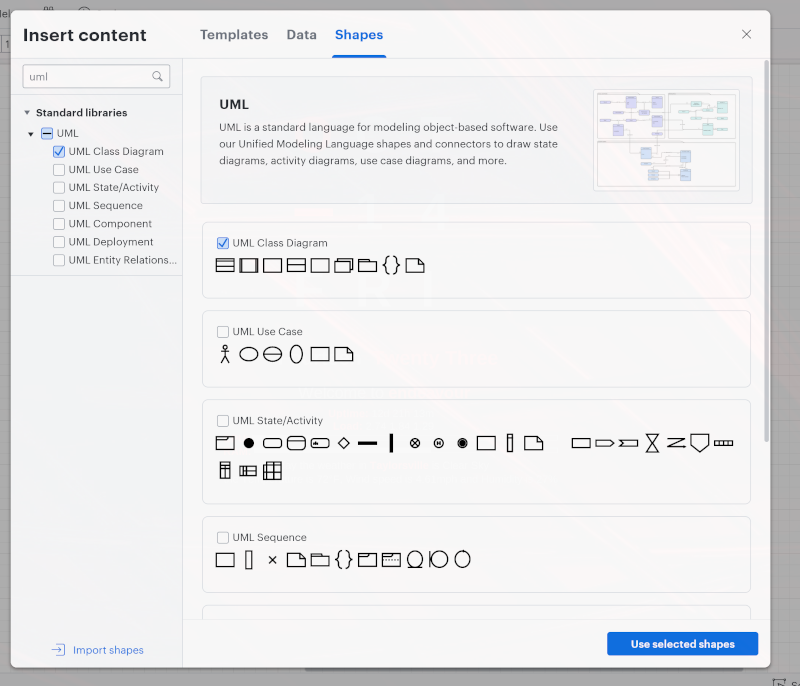 Insert content
Templates
Data
Shapes
uml
Standard libraries
UML
UML Class Diagram
UML Use Case
UML State/Activity
UML Sequence
UML Component
UML Deployment
UML Entity Relations...
Import shapes
UML
UML is a standard language for modeling object-based software. Use
our Unified Modeling Language shapes and connectors to draw state
diagrams, activity diagrams, use case diagrams, and more.
UML Class Diagram
UML Use Case
UML State/Activity
UML Sequence
Use selected shapes